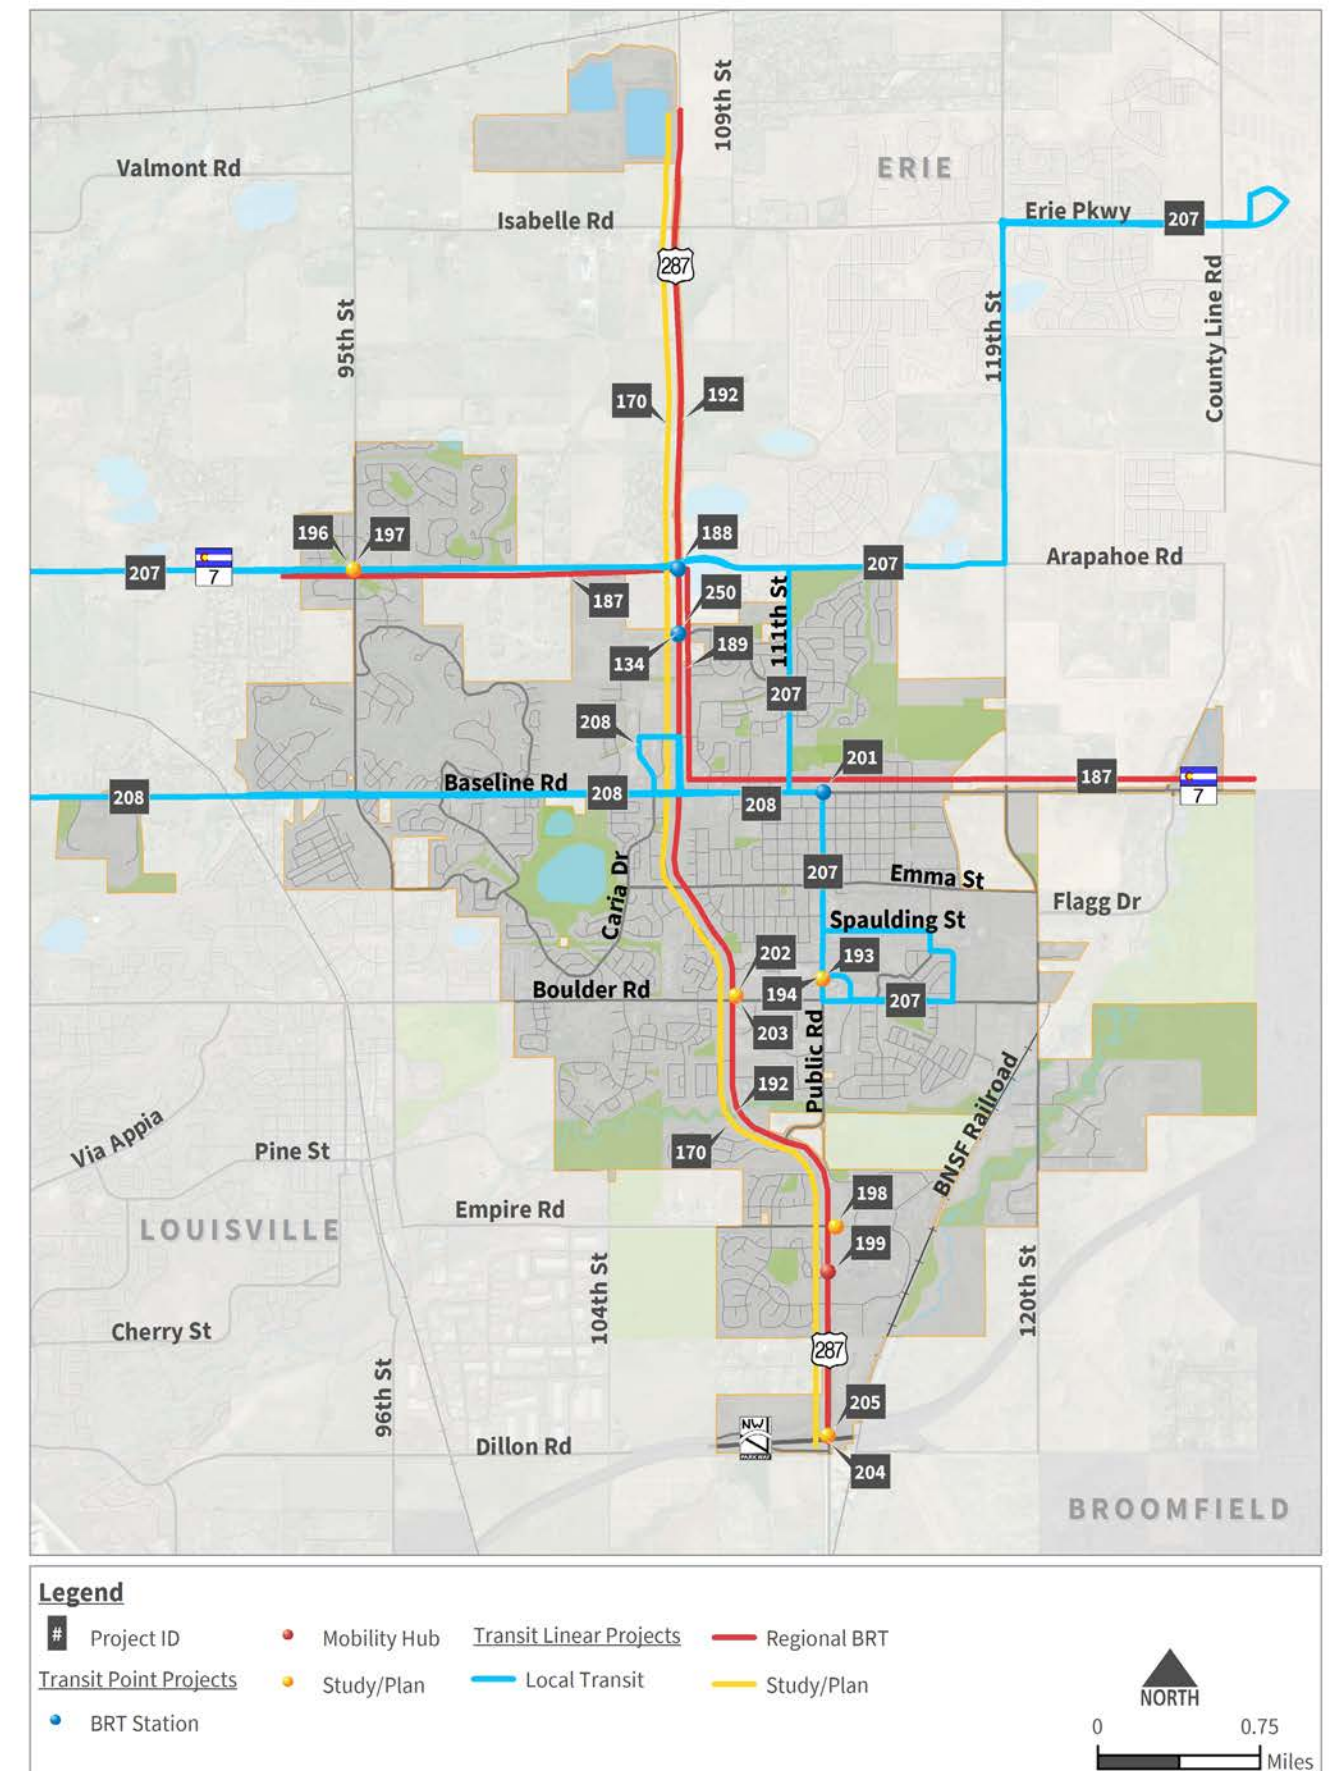 109th St
Valmont Rd
ERIE
Isabelle Rd
Erie Pkwy
207
287
95th St
119th St
County Line Rd
170
192
196
197
188
207
7
207
Arapahoe Rd
187
250
111th St
134
189
207
208
201
Baseline Rd
187
208
208
208
7
Caria Dr
207
Emma St
Flagg Dr
Spaulding St
202
193
Boulder Rd
194
207
203
Public Rd
192
BNSF Railroad
Via Appia
Pine St
170
198
Empire Rd
LOUISVILLE
199
104th St
120th St
Cherry St
287
96th St
205
NW
PARKWAY
Dillon Rd
204
BROOMFIELD
Legend
# Project ID
Mobility Hub
Transit Linear Projects
Regional BRT
Transit Point Projects
Study/Plan
Local Transit
Study/Plan
BRT Station
NORTH
0 0.75
Miles